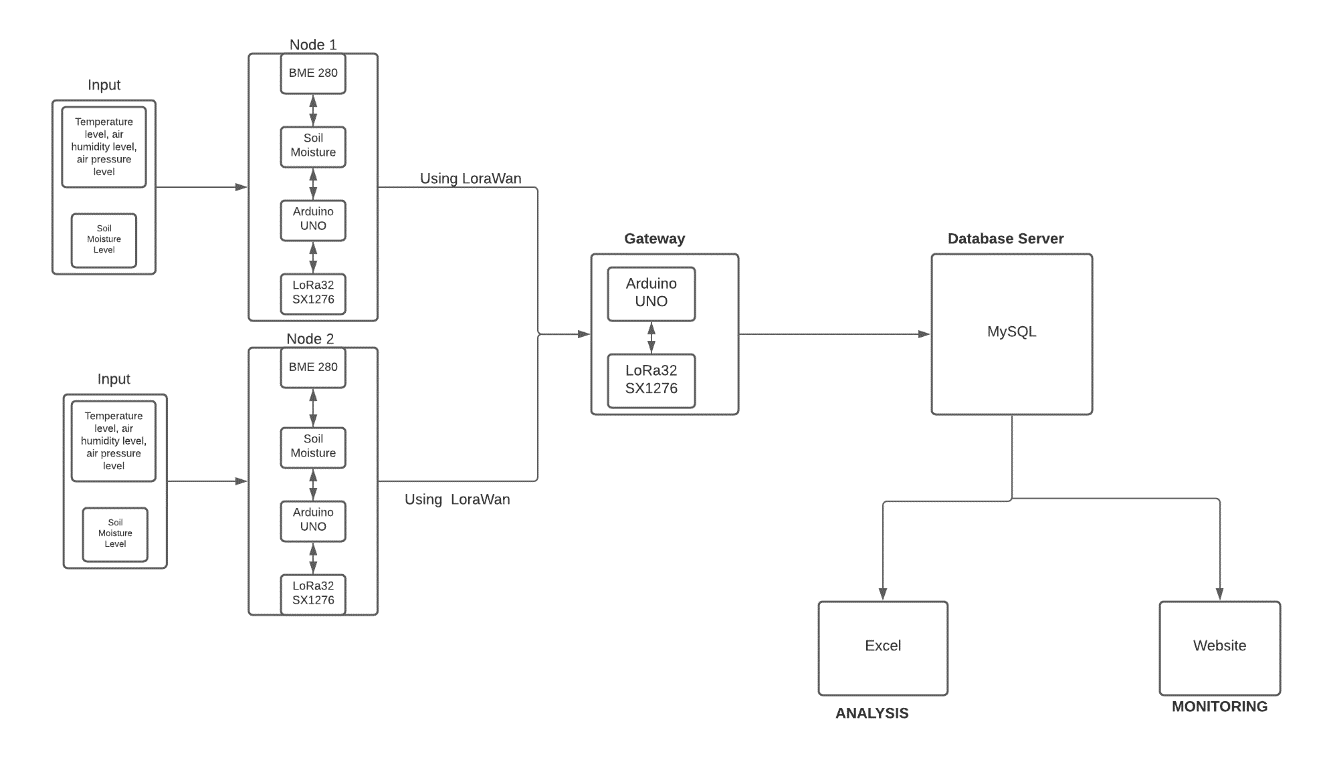 Node 1
BME 280
Input
Temperature
level, air
humidity level,
air pressure
level
Soil
Moisture
Level
Soil
Moisture
Arduino
UNO
LoRa32
SX1276
Using LoraWan
Node 2
BME 280
Input
Temperature
level, air
humidity level,
air pressure
level
Soil
Moisture
Level
Soil
Moisture
Arduino
UNO
LoRa32
SX1276
Using  LoraWan
Gateway
Arduino
UNO
LoRa32
SX1276
Database Server
MySQL
Excel
ANALYSIS
Website
MONITORING